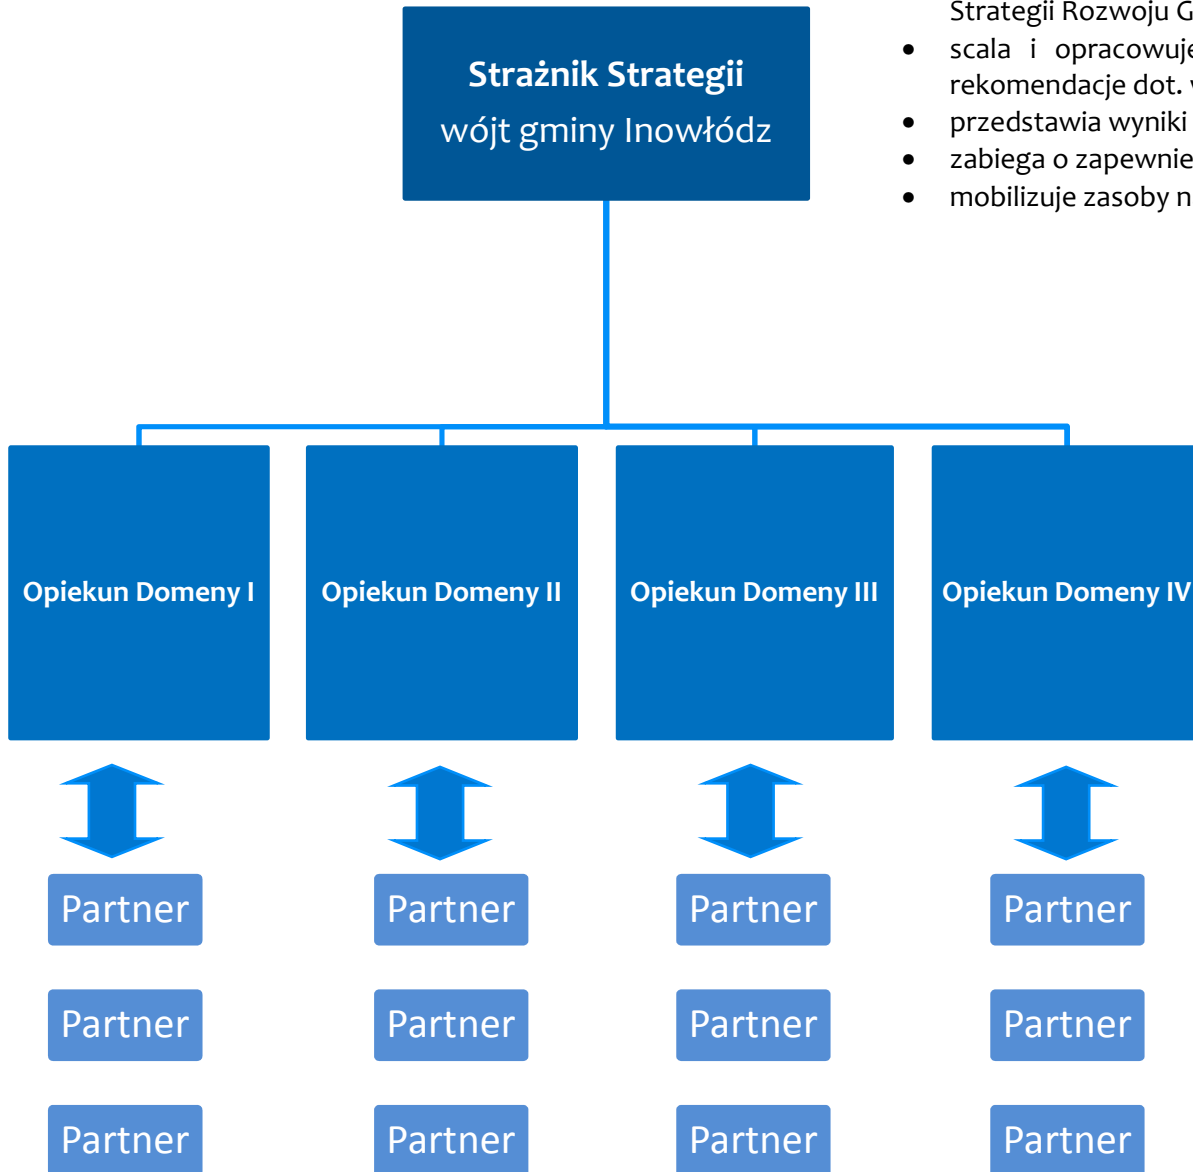 Strategii Rozwoju G
• scala i opracowuje
rekomendacje dot.
• przedstawia wyniki
• zabiega o zapewnie
• mobilizuje zasoby n
Strażnik Strategii
wójt gminy Inowłódz
Opiekun Domeny I
Opiekun Domeny II
Opiekun Domeny III
Opiekun Domeny IV
Partner
Partner
Partner
Partner
Partner
Partner
Partner
Partner
Partner
Partner
Partner
Partner